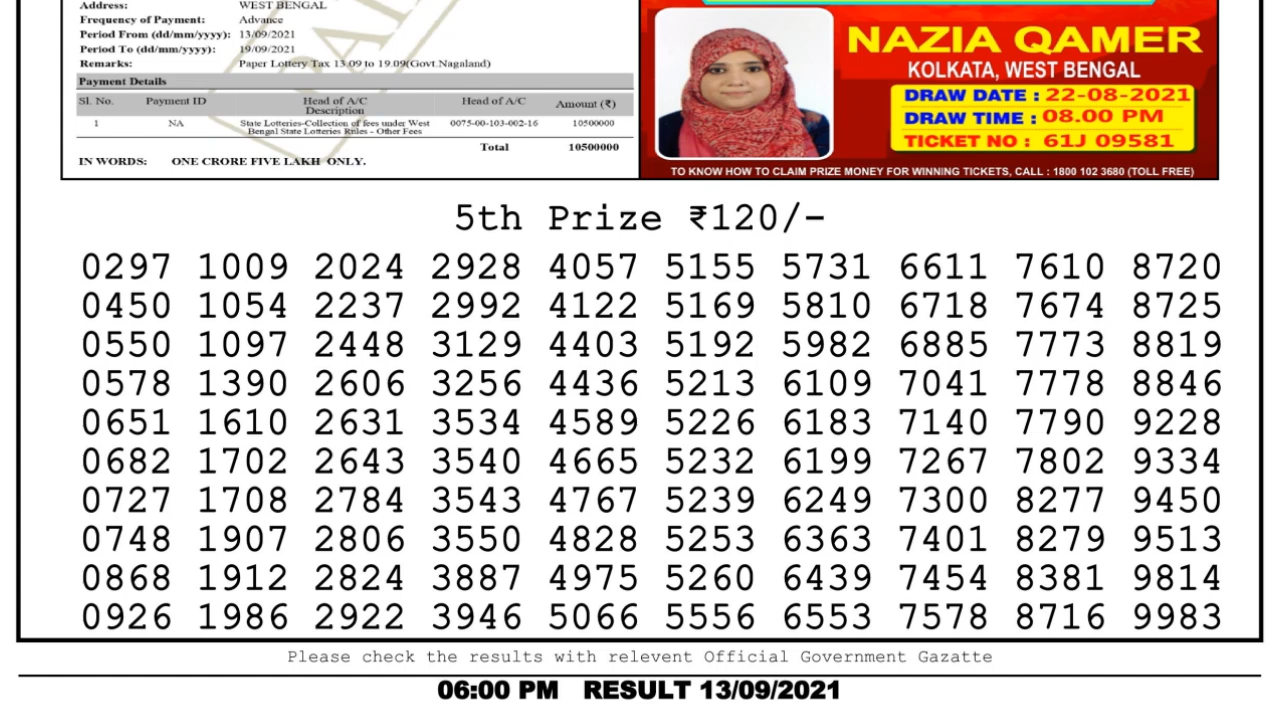 Address: WEST BENGAL
Frequency of Payment: Advance
Period From (dd/mm/yyyy): 13/09/2021
Period To (dd/mm/yyyy): 19/09/2021
Remarks: Paper Lottery Tax 13.09 to 19.09(Govt.Nagaland)
Payment Details
Sl. No. Payment ID Head of A/C Head of A/C Amount (₹)
Description
1 NA State Lotteries-Collection of fees under West 0075-00-103-002-16 10500000
Bengal State Lotteries Rules - Other Fees
Total 10500000
IN WORDS: ONE CRORE FIVE LAKH ONLY.
NAZIA QAMER
KOLKATA, WEST BENGAL
DRAW DATE : 22-08-2021
DRAW TIME : 08.00 PM
TICKET NO : 61J 09581
TO KNOW HOW TO CLAIM PRIZE MONEY FOR WINNING TICKETS, CALL : 1800 102 3680 (TOLL FREE)
5th Prize ₹120/-
0297 1009 2024 2928 4057 5155 5731 6611 7610 8720
0450 1054 2237 2992 4122 5169 5810 6718 7674 8725
0550 1097 2448 3129 4403 5192 5982 6885 7773 8819
0578 1390 2606 3256 4436 5213 6109 7041 7778 8846
0651 1610 2631 3534 4589 5226 6183 7140 7790 9228
0682 1702 2643 3540 4665 5232 6199 7267 7802 9334
0727 1708 2784 3543 4767 5239 6249 7300 8277 9450
0748 1907 2806 3550 4828 5253 6363 7401 8279 9513
0868 1912 2824 3887 4975 5260 6439 7454 8381 9814
0926 1986 2922 3946 5066 5556 6553 7578 8716 9983
Please check the results with relevent Official Government Gazatte
06:00 PM RESULT 13/09/2021